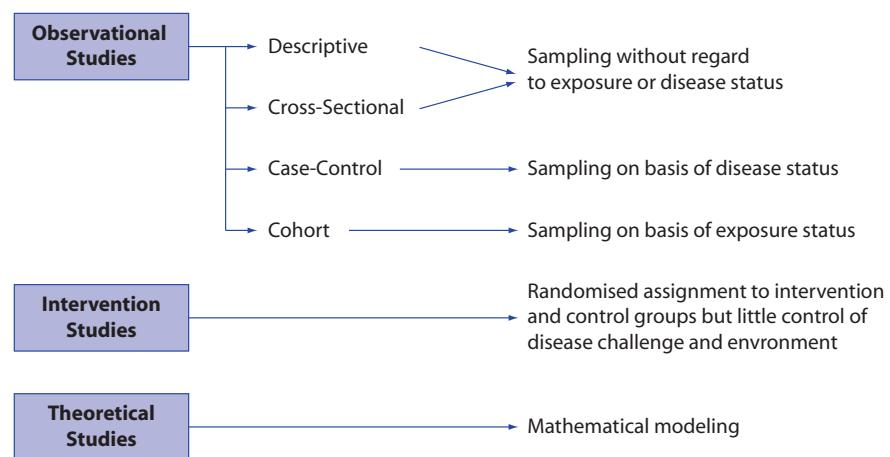 Observational
Studies
Descriptive
Cross-Sectional
Sampling without regard
to exposure or disease status
Case-Control
Sampling on basis of disease status
Cohort
Sampling on basis of exposure status
Intervention
Studies
Randomised assignment to intervention
and control groups but little control of
disease challenge and envronment
Theoretical
Studies
Mathematical modeling